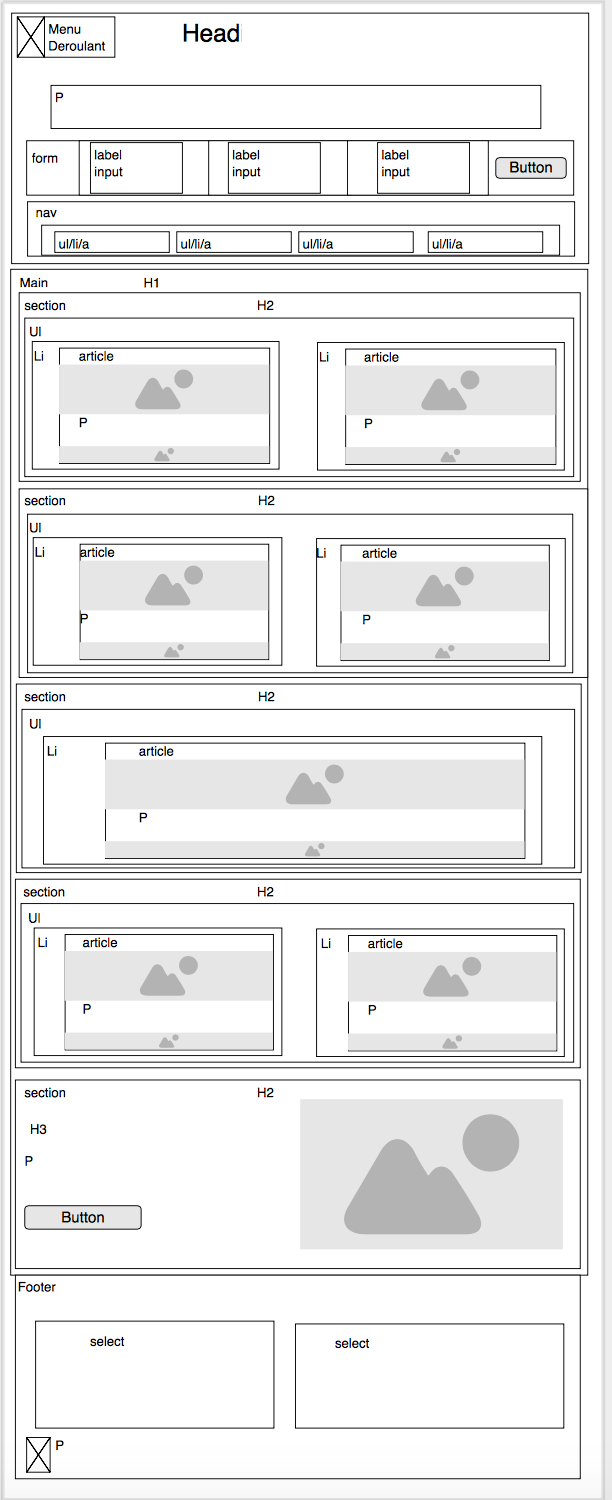 Menu
Deroulant
Head
P
form
label
input
label
input
label
input
Button
nav
ul/li/a
ul/li/a
ul/li/a
ul/li/a
Main
H1
section
H2
Ul
Li
article
P
Li
article
P
section
H2
Ul
Li
article
P
Li
article
P
section
H2
Ul
Li
article
P
section
H2
Ul
Li
article
P
Li
article
P
section
H2
H3
P
Button
Footer
select
select
P